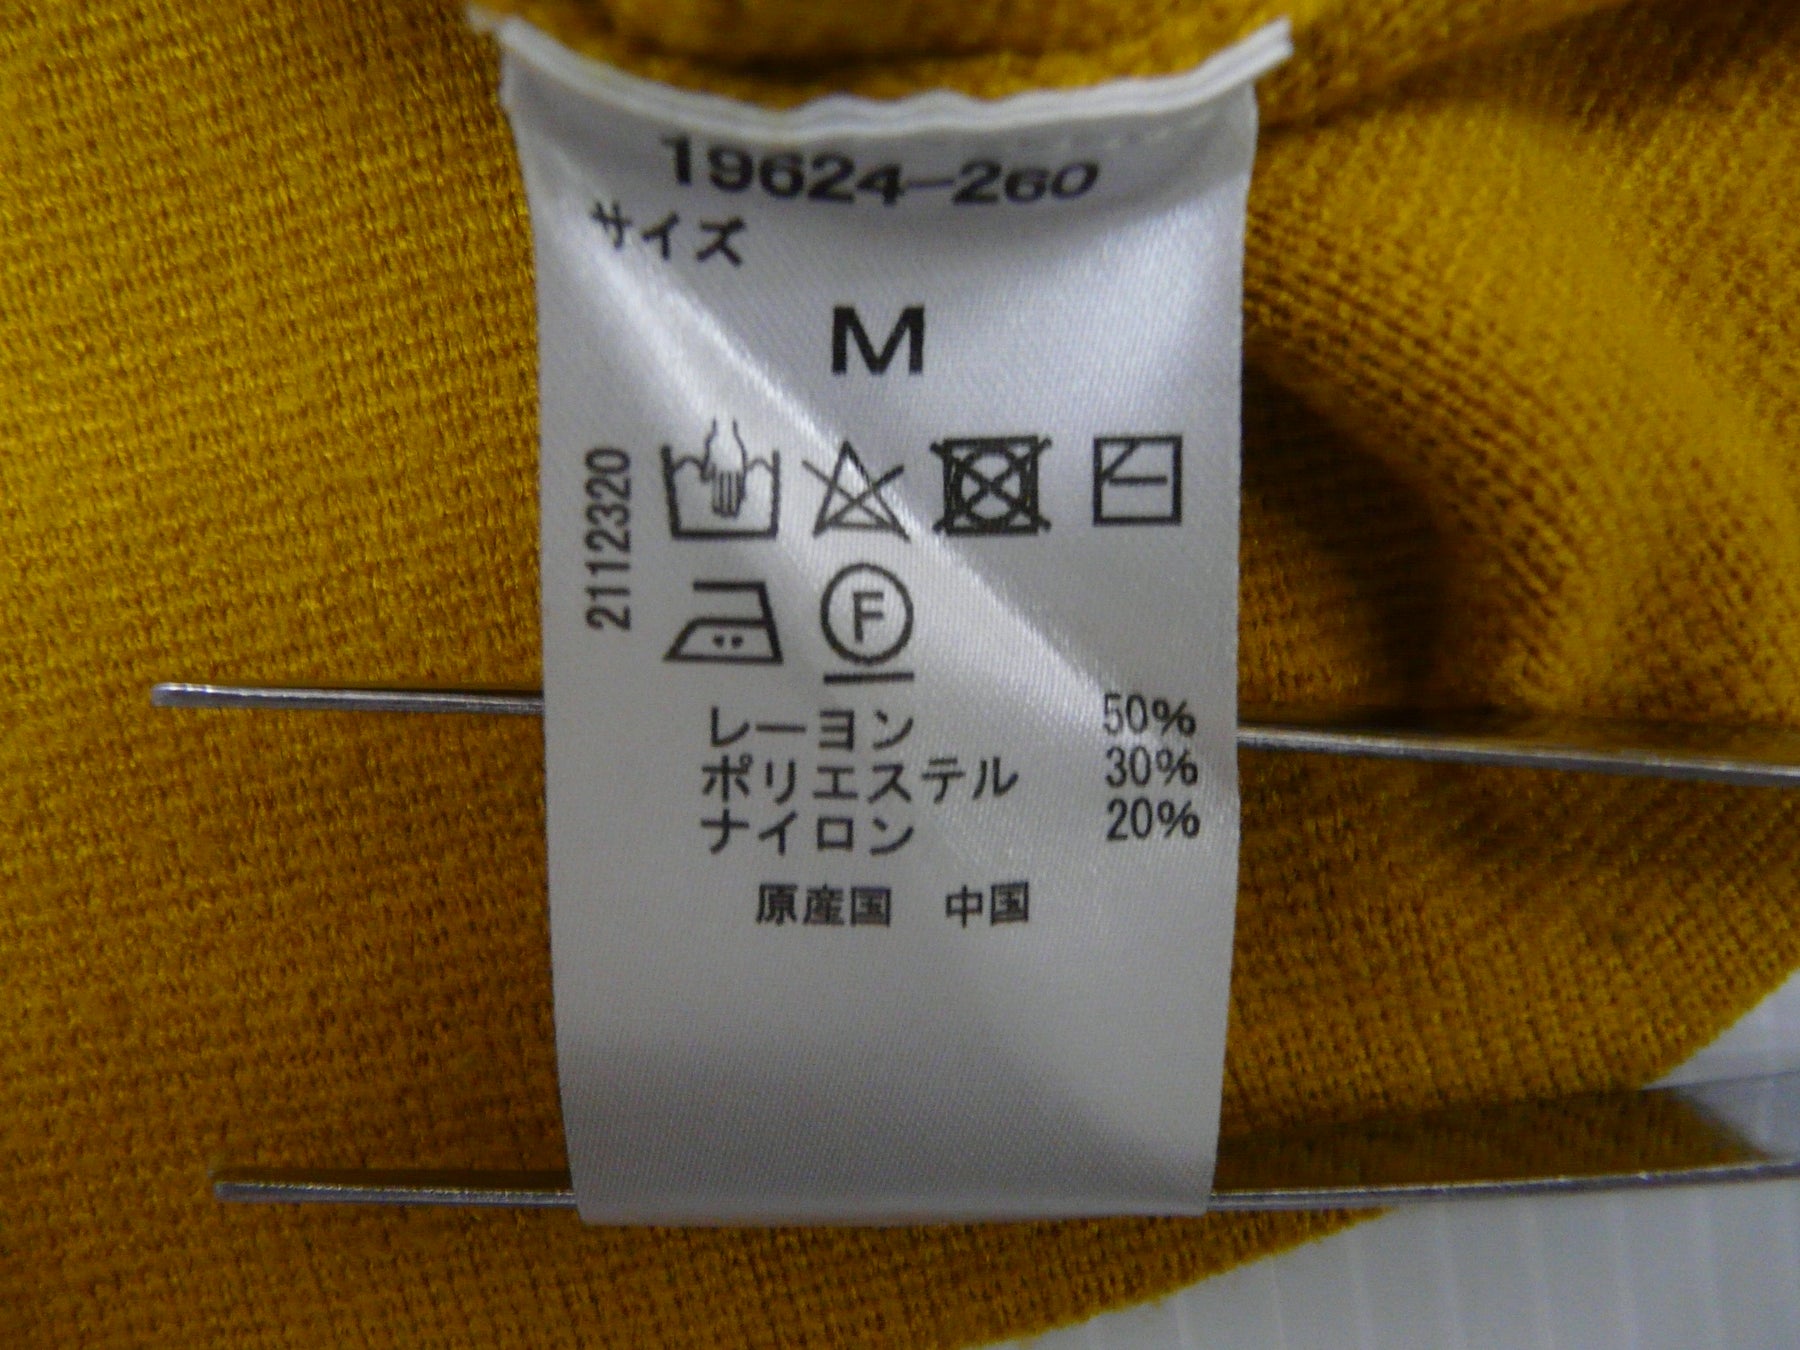 19624-260
サイズ
M
2112320
F
レーヨン 50%
ポリエステル 30%
ナイロン 20%
原産国 中国